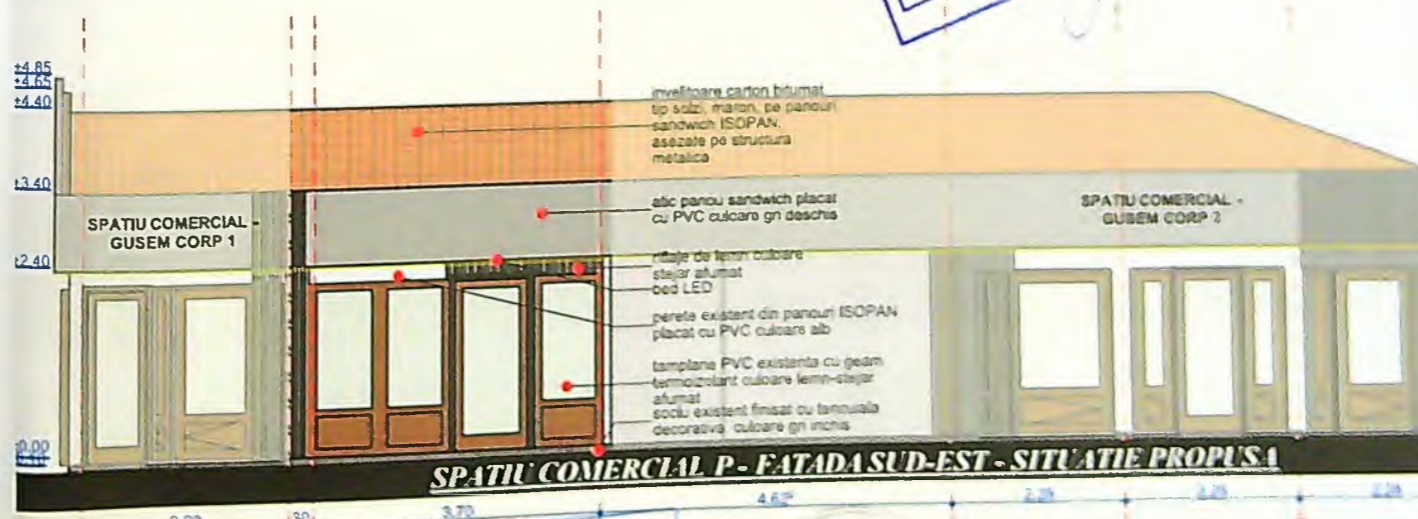 ±4.85
±4.65
±4.40
±3.40
±2.40
±0.00
SPATIU COMERCIAL -
GUSEM CORP 1
invelitoare carton bitumat
tip solzi, maron, pe panouri
sandwich ISOPAN,
asezate pe structura
metalica
atic panou sandwich placat
cu PVC culoare gri deschis
riflaje de lemn culoare
stejar afumat
bed LED
perete existent din panouri ISOPAN
placat cu PVC culoare alb
tamplarie PVC existenta cu geam
termoizolant culoare lemn-stejar
afumat
soclu existent finisat cu tencuiala
decorativa culoare gri inchis
SPATIU COMERCIAL -
GUSEM CORP 2
SPATIU COMERCIAL P - FATADA SUD-EST - SITUATIE PROPUSA
3.70